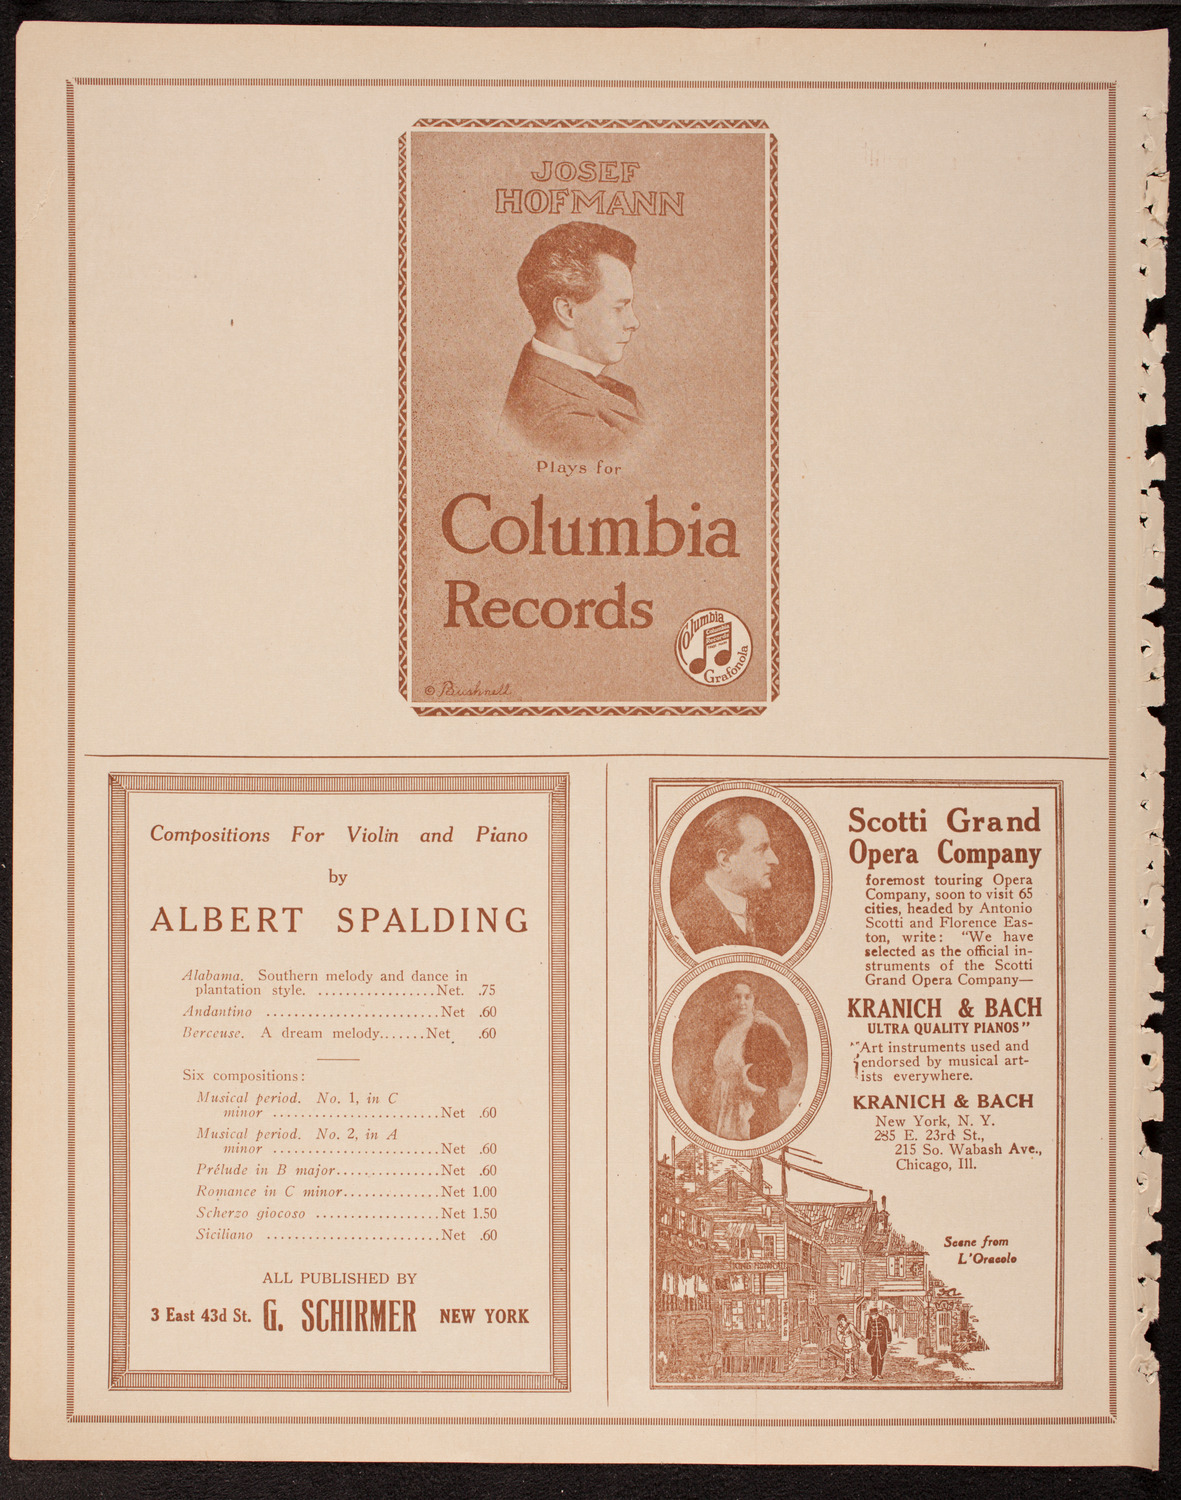 JOSEF
HOFMANN
Plays for
Columbia
Records
Columbia
Grafonola
© Bushnell
Compositions For Violin and Piano
by
ALBERT SPALDING
Alabama. Southern melody and dance in
plantation style. .................Net. .75
Andantino .........................Net .60
Berceuse. A dream melody.......Net .60
Six compositions:
Musical period. No. 1, in C
minor ........................Net .60
Musical period. No. 2, in A
minor ........................Net .60
Prélude in B major...............Net .60
Romance in C minor..............Net 1.00
Scherzo giocoso ..................Net 1.50
Siciliano .........................Net .60
ALL PUBLISHED BY
3 East 43d St. G. SCHIRMER NEW YORK
Scotti Grand
Opera Company
foremost touring Opera
Company, soon to visit 65
cities, headed by Antonio
Scotti and Florence Eas-
ton, write: "We have
selected as the official in-
struments of the Scotti
Grand Opera Company—
KRANICH & BACH
ULTRA QUALITY PIANOS"
"Art instruments used and
endorsed by musical art-
ists everywhere.
KRANICH & BACH
New York, N. Y.
235 E. 23rd St.,
215 So. Wabash Ave.,
Chicago, Ill.
Scene from
L'Oracolo